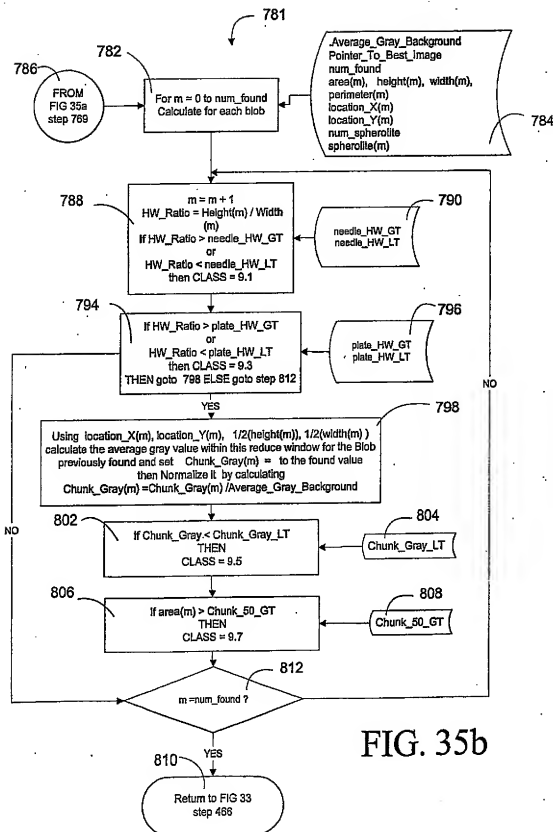 781
786
FROM
FIG 35a
step 769
782
For m = 0 to num_found
Calculate for each blob
.Average_Gray_Background
Pointer_To_Best_Image
num_found
area(m), height(m), width(m),
perimeter(m)
location_X(m)
location_Y(m)
num_spherolite
spherolite(m)
784
788
m = m + 1
HW_Ratio = Height(m) / Width
(m)
If HW_Ratio > needle_HW_GT
or
HW_Ratio < needle_HW_LT
then CLASS = 9.1
790
needle_HW_GT
needle_HW_LT
794
If HW_Ratio > plate_HW_GT
or
HW_Ratio < plate_HW_LT
then CLASS = 9.3
THEN goto 798 ELSE goto step 812
796
plate_HW_GT
plate_HW_LT
NO
YES
798
Using location_X(m), location_Y(m), 1/2(height(m)), 1/2(width(m) )
calculate the average gray value within this reduce window for the Blob
previously found and set Chunk_Gray(m) = to the found value
then Normalize it by calculating
Chunk_Gray(m) =Chunk_Gray(m) /Average_Gray_Background
NO
802
If Chunk_Gray.< Chunk_Gray_LT
THEN
CLASS = 9.5
804
Chunk_Gray_LT
806
If area(m) > Chunk_50_GT
THEN
CLASS = 9.7
808
Chunk_50_GT
812
m =num_found ?
YES
810
Return to FIG 33
step 466
FIG. 35b